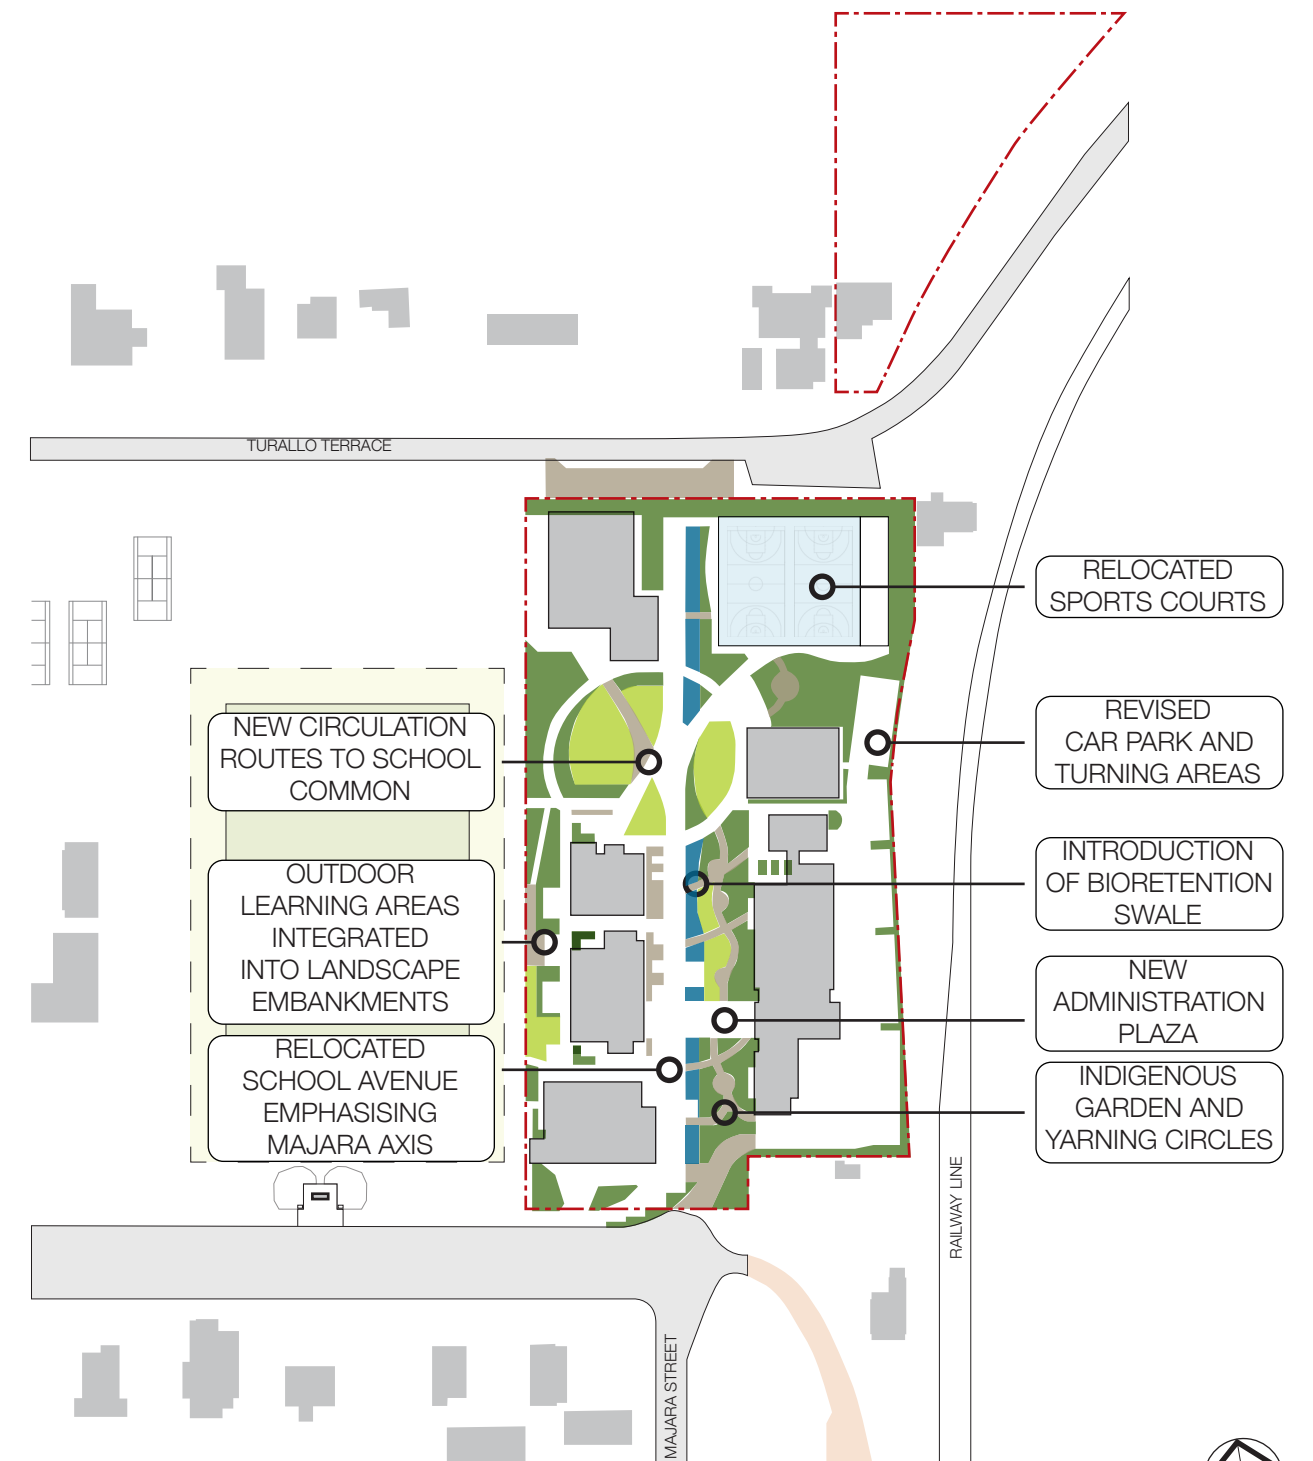 TURALLO TERRACE
RELOCATED
SPORTS COURTS
REVISED
CAR PARK AND
TURNING AREAS
INTRODUCTION
OF BIORETENTION
SWALE
NEW
ADMINISTRATION
PLAZA
INDIGENOUS
GARDEN AND
YARNING CIRCLES
NEW CIRCULATION
ROUTES TO SCHOOL
COMMON
OUTDOOR
LEARNING AREAS
INTEGRATED
INTO LANDSCAPE
EMBANKMENTS
RELOCATED
SCHOOL AVENUE
EMPHASISING
MAJARA AXIS
RAILWAY LINE
MAJARA STREET